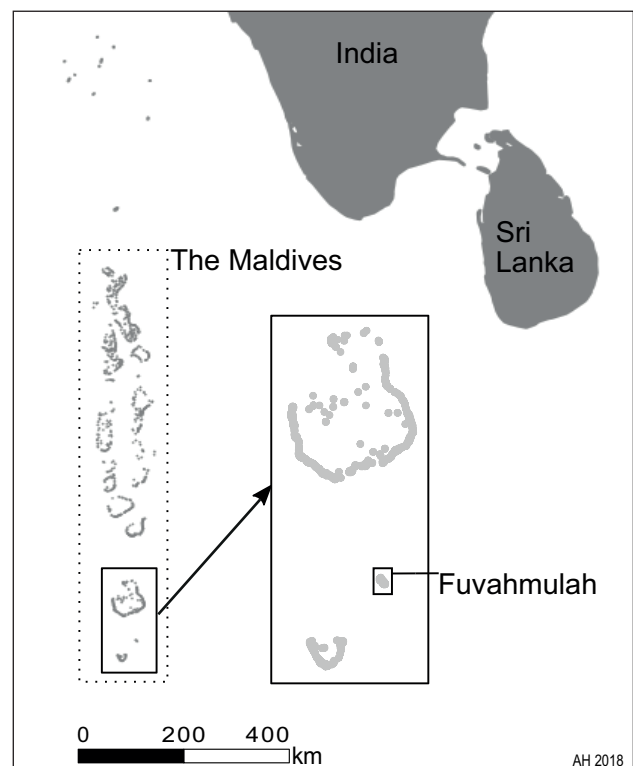 India
Sri
Lanka
The Maldives
Fuvahmulah
0 200 400
km
AH 2018